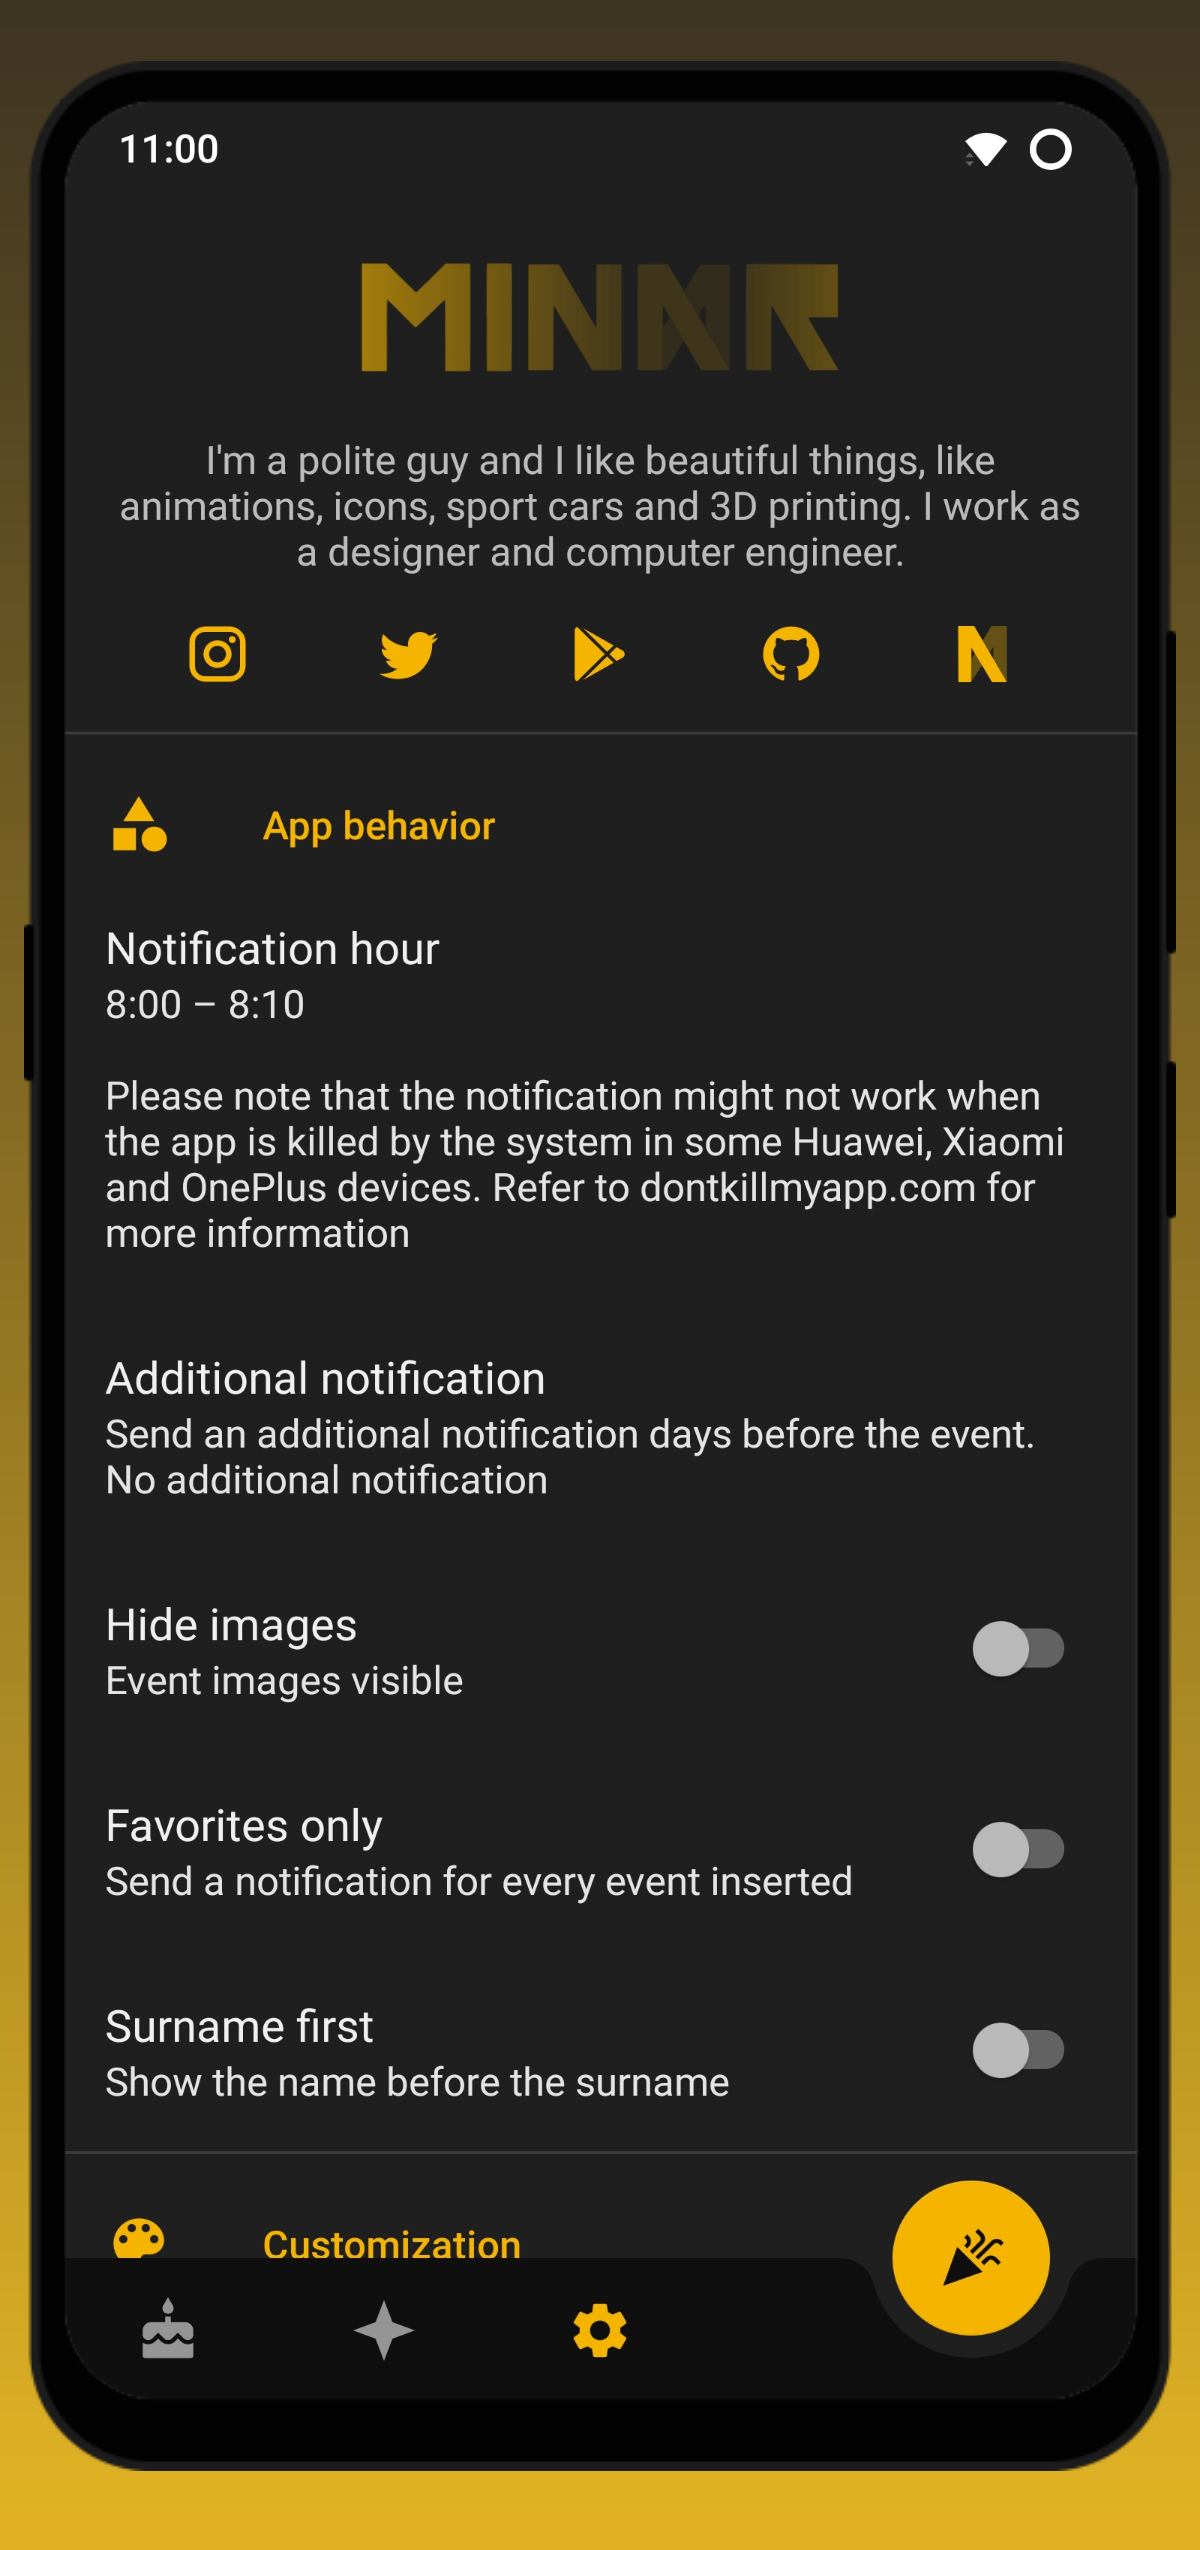 11:00
MINAR
I'm a polite guy and I like beautiful things, like
animations, icons, sport cars and 3D printing. I work as
a designer and computer engineer.
App behavior
Notification hour
8:00 – 8:10
Please note that the notification might not work when
the app is killed by the system in some Huawei, Xiaomi
and OnePlus devices. Refer to dontkillmyapp.com for
more information
Additional notification
Send an additional notification days before the event.
No additional notification
Hide images
Event images visible
Favorites only
Send a notification for every event inserted
Surname first
Show the name before the surname
Customization